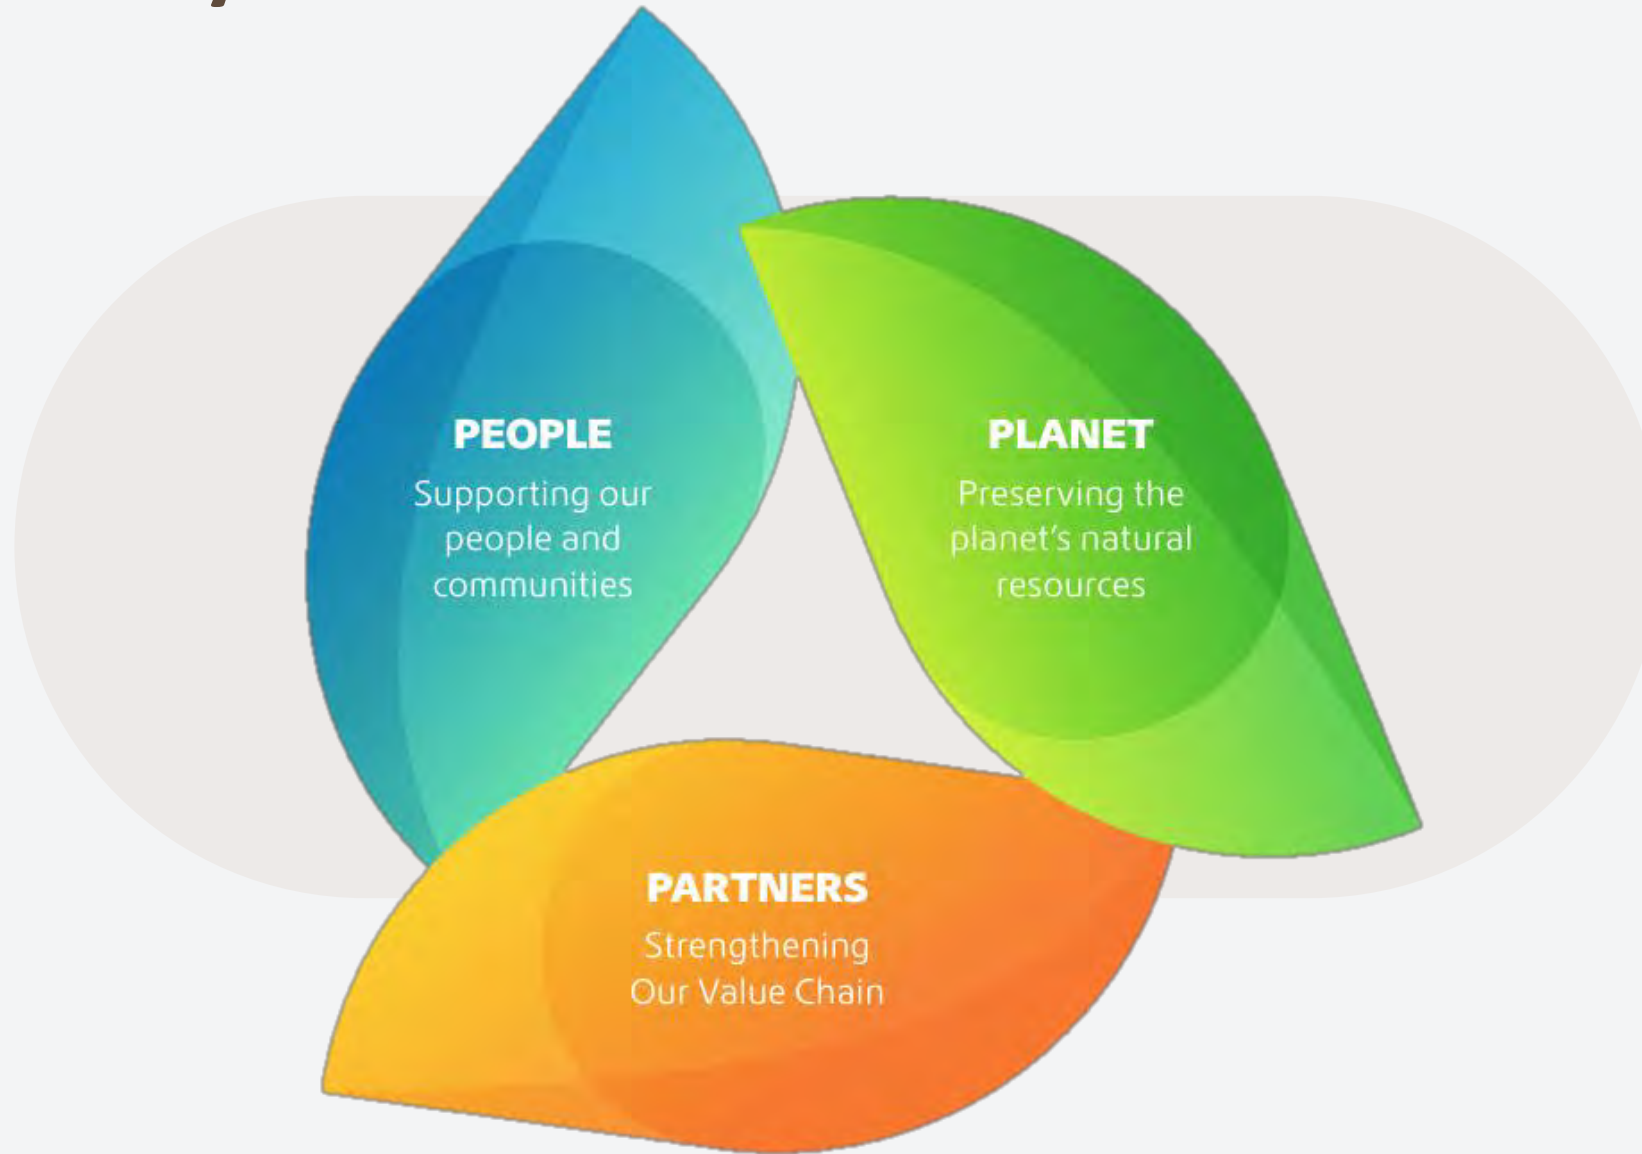 PEOPLE
Supporting our
people and
communities
PLANET
Preserving the
planet’s natural
resources
PARTNERS
Strengthening
Our Value Chain